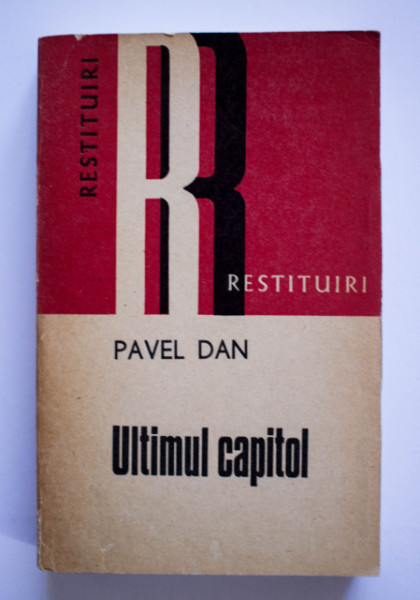 RESTITUIRI
R
RESTITUIRI
PAVEL DAN
Ultimul capitol